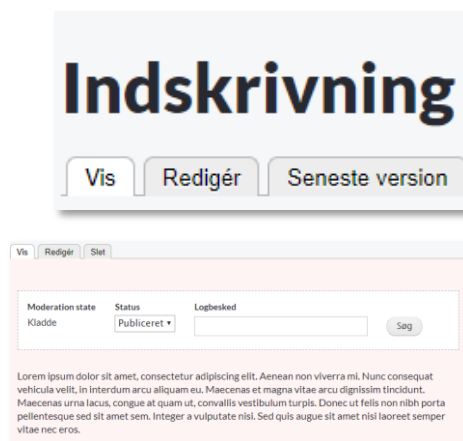 Indskrivning
Vis Redigér Seneste version
Vis Redigér Slet
Moderation state Status Logbesked
Kladde Publiceret Søg
Lorem ipsum dolor sit amet, consectetur adipiscing elit. Aenean non viverra mi. Nunc consequat
vehicula velit, in interdum arcu aliquam eu. Maecenas et magna vitae arcu dignissim tincidunt.
Maecenas urna lacus, congue at quam ut, convallis vestibulum turpis. Donec ut felis non nibh porta
pellentesque sed sit amet sem. Integer a vulputate nisi. Sed quis augue sit amet nisi laoreet semper
vitae nec eros.